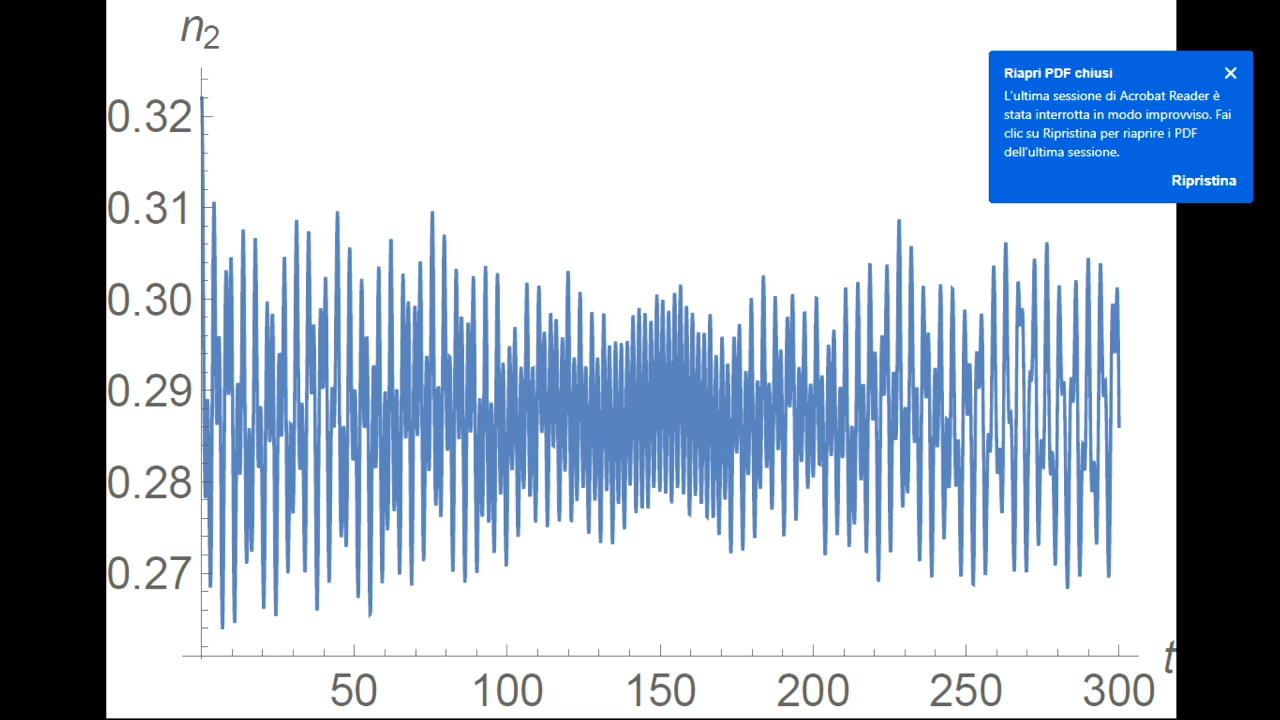 n2
Riapri PDF chiusi
L'ultima sessione di Acrobat Reader è
stata interrotta in modo improvviso. Fai
clic su Ripristina per riaprire i PDF
dell'ultima sessione.
Ripristina
0.32
0.31
0.30
0.29
0.28
0.27
t
50 100 150 200 250 300